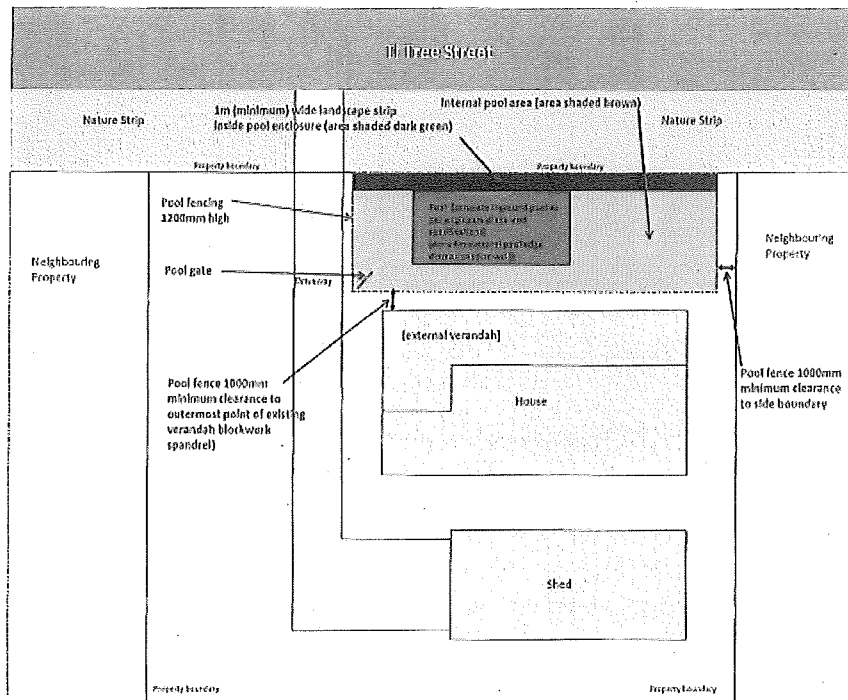 Ti Tree Street
Nature Strip
1m (minimum) wide landscape strip
inside pool enclosure (area shaded dark green)
Internal pool area (area shaded brown)
Nature Strip
Property boundary
Property boundary
Pool fencing
1200mm high
Neighbouring
Property
Pool gate
Driveway
Neighbouring
Property
[external verandah]
House
Pool fence 1000mm
minimum clearance to
outermost point of existing
verandah blockwork
spandrel)
Pool fence 1000mm
minimum clearance
to side boundary
Shed
Property boundary
Property boundary